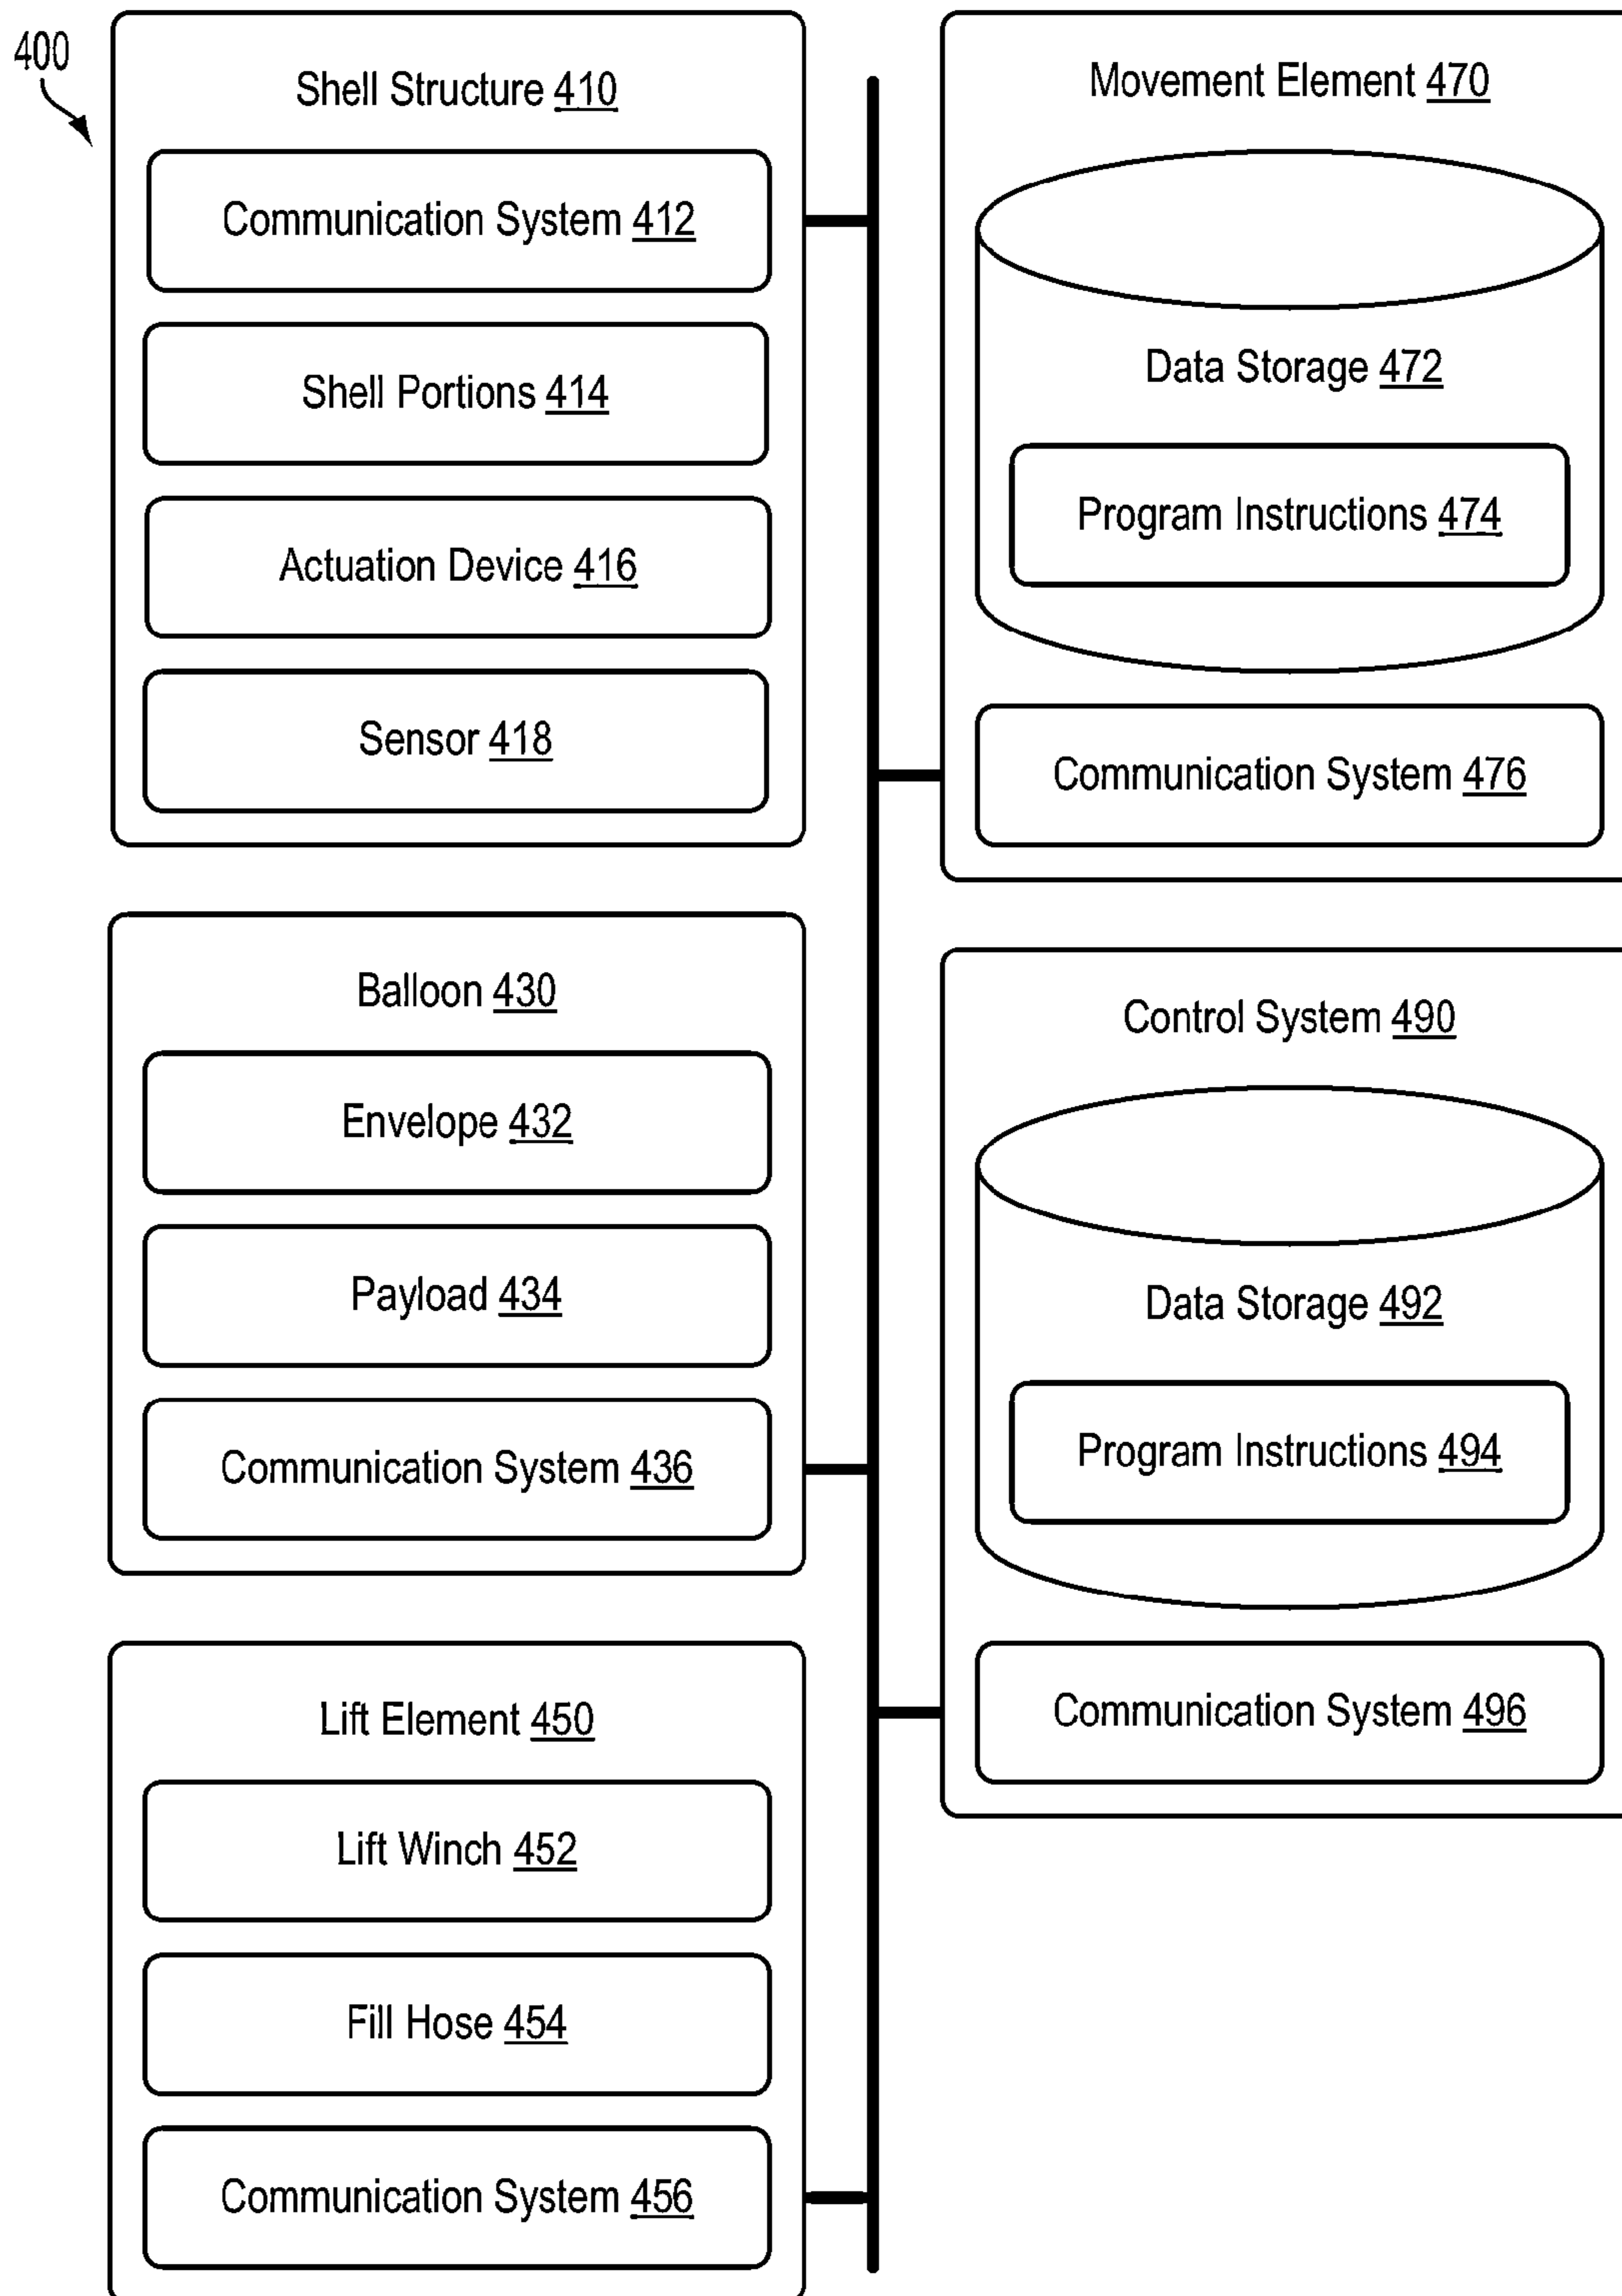 400
Shell Structure 410
Communication System 412
Shell Portions 414
Actuation Device 416
Sensor 418
Balloon 430
Envelope 432
Payload 434
Communication System 436
Lift Element 450
Lift Winch 452
Fill Hose 454
Communication System 456
Movement Element 470
Data Storage 472
Program Instructions 474
Communication System 476
Control System 490
Data Storage 492
Program Instructions 494
Communication System 496